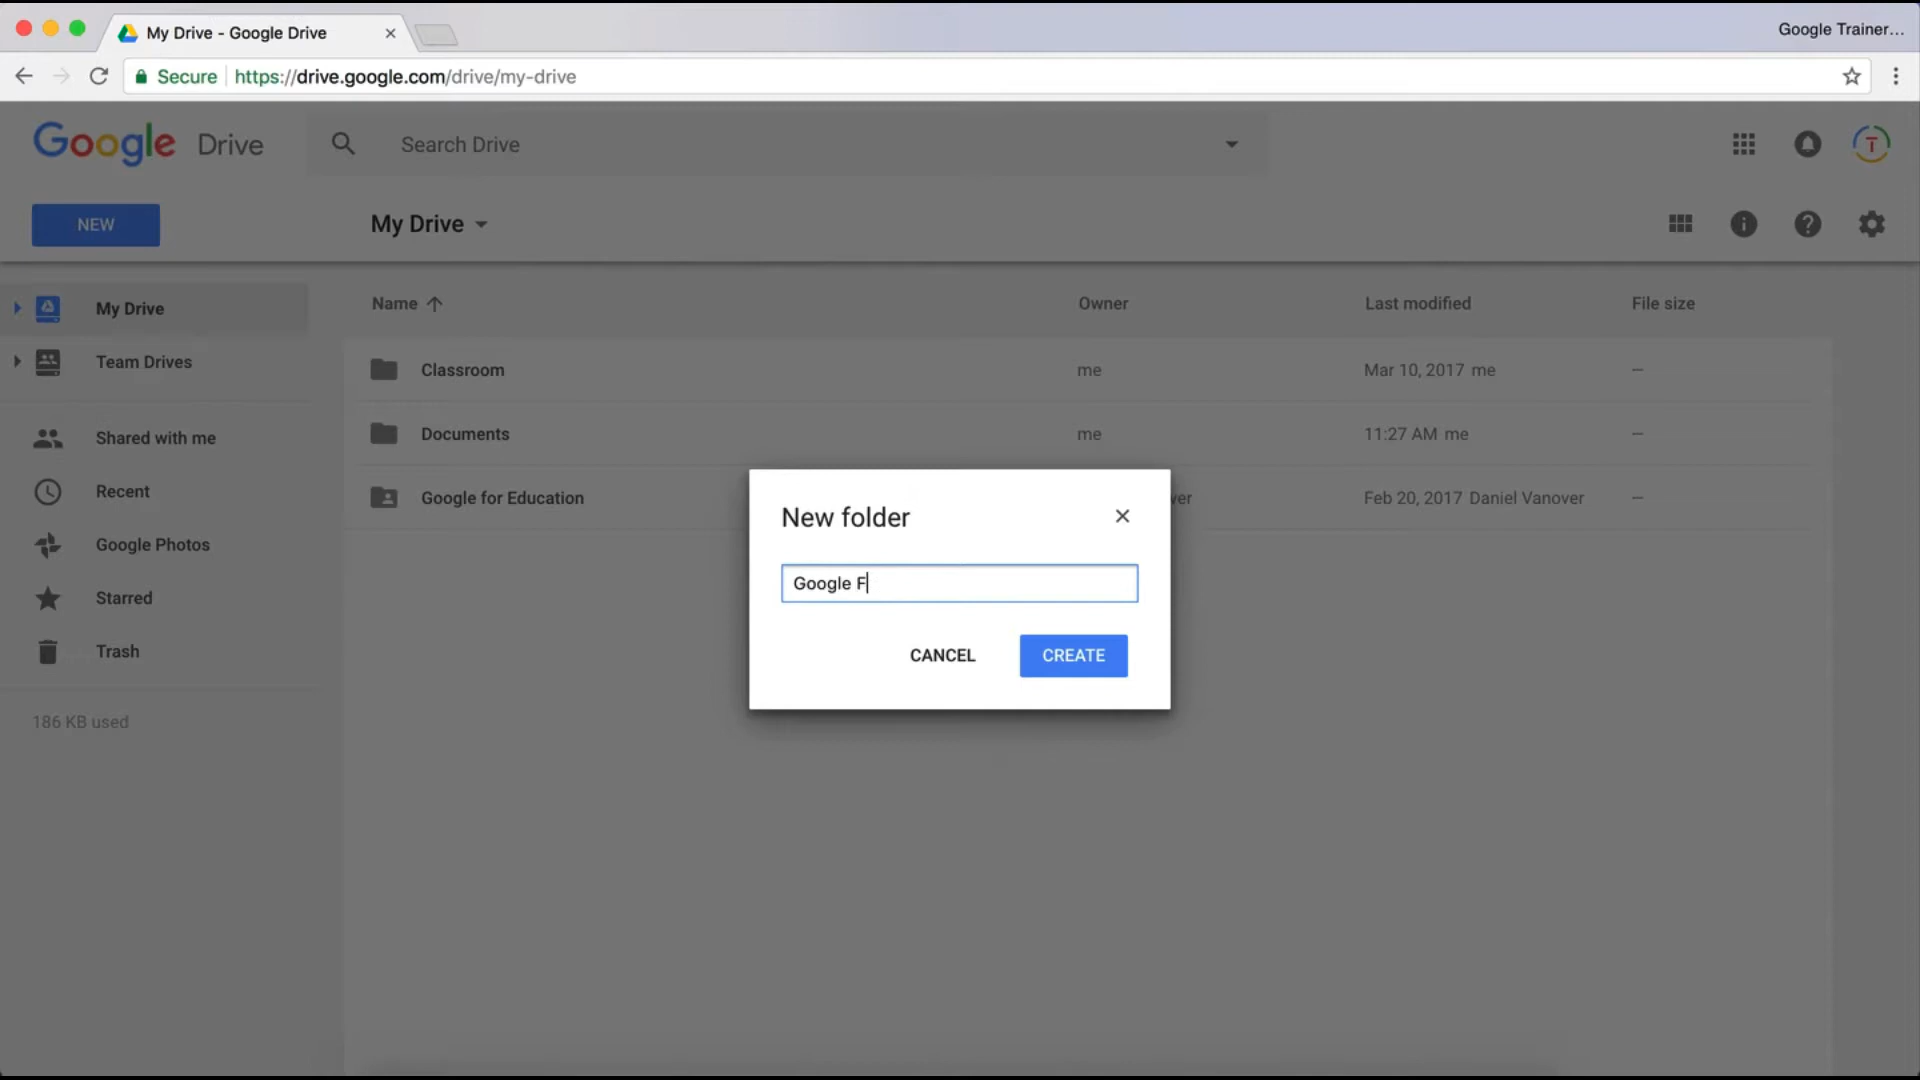 My Drive - Google Drive
Google Trainer...
Secure https://drive.google.com/drive/my-drive
Google Drive
Search Drive
T
NEW
My Drive
My Drive
Team Drives
Shared with me
Recent
Google Photos
Starred
Trash
186 KB used
Name Owner Last modified File size
Classroom me Mar 10, 2017 me –
Documents me 11:27 AM me –
Google for Education ver Feb 20, 2017 Daniel Vanover –
New folder
Google F
CANCEL CREATE